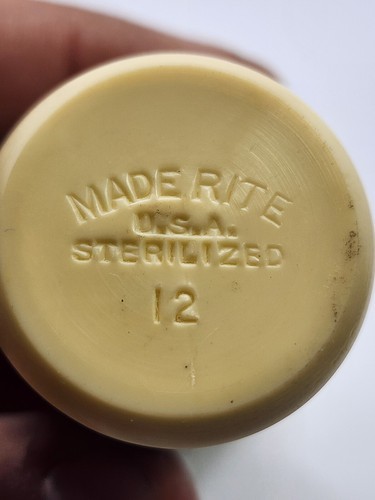 MADE RITE
U.S.A.
STERILIZED
12